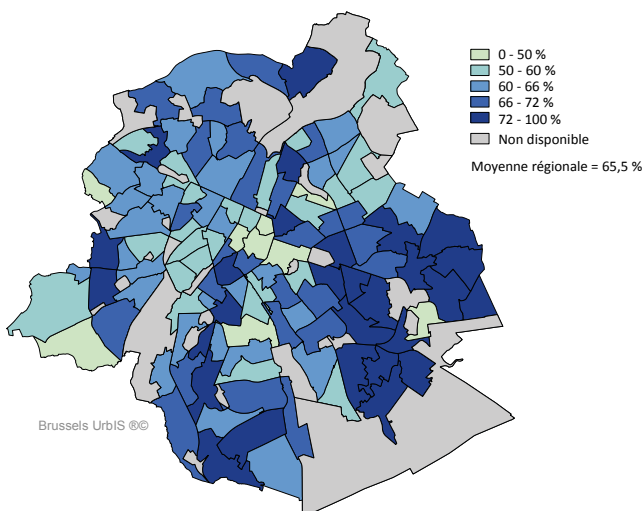 0 - 50 %
50 - 60 %
60 - 66 %
66 - 72 %
72 - 100 %
Non disponible
Moyenne régionale = 65,5 %
Brussels UrbIS ®©